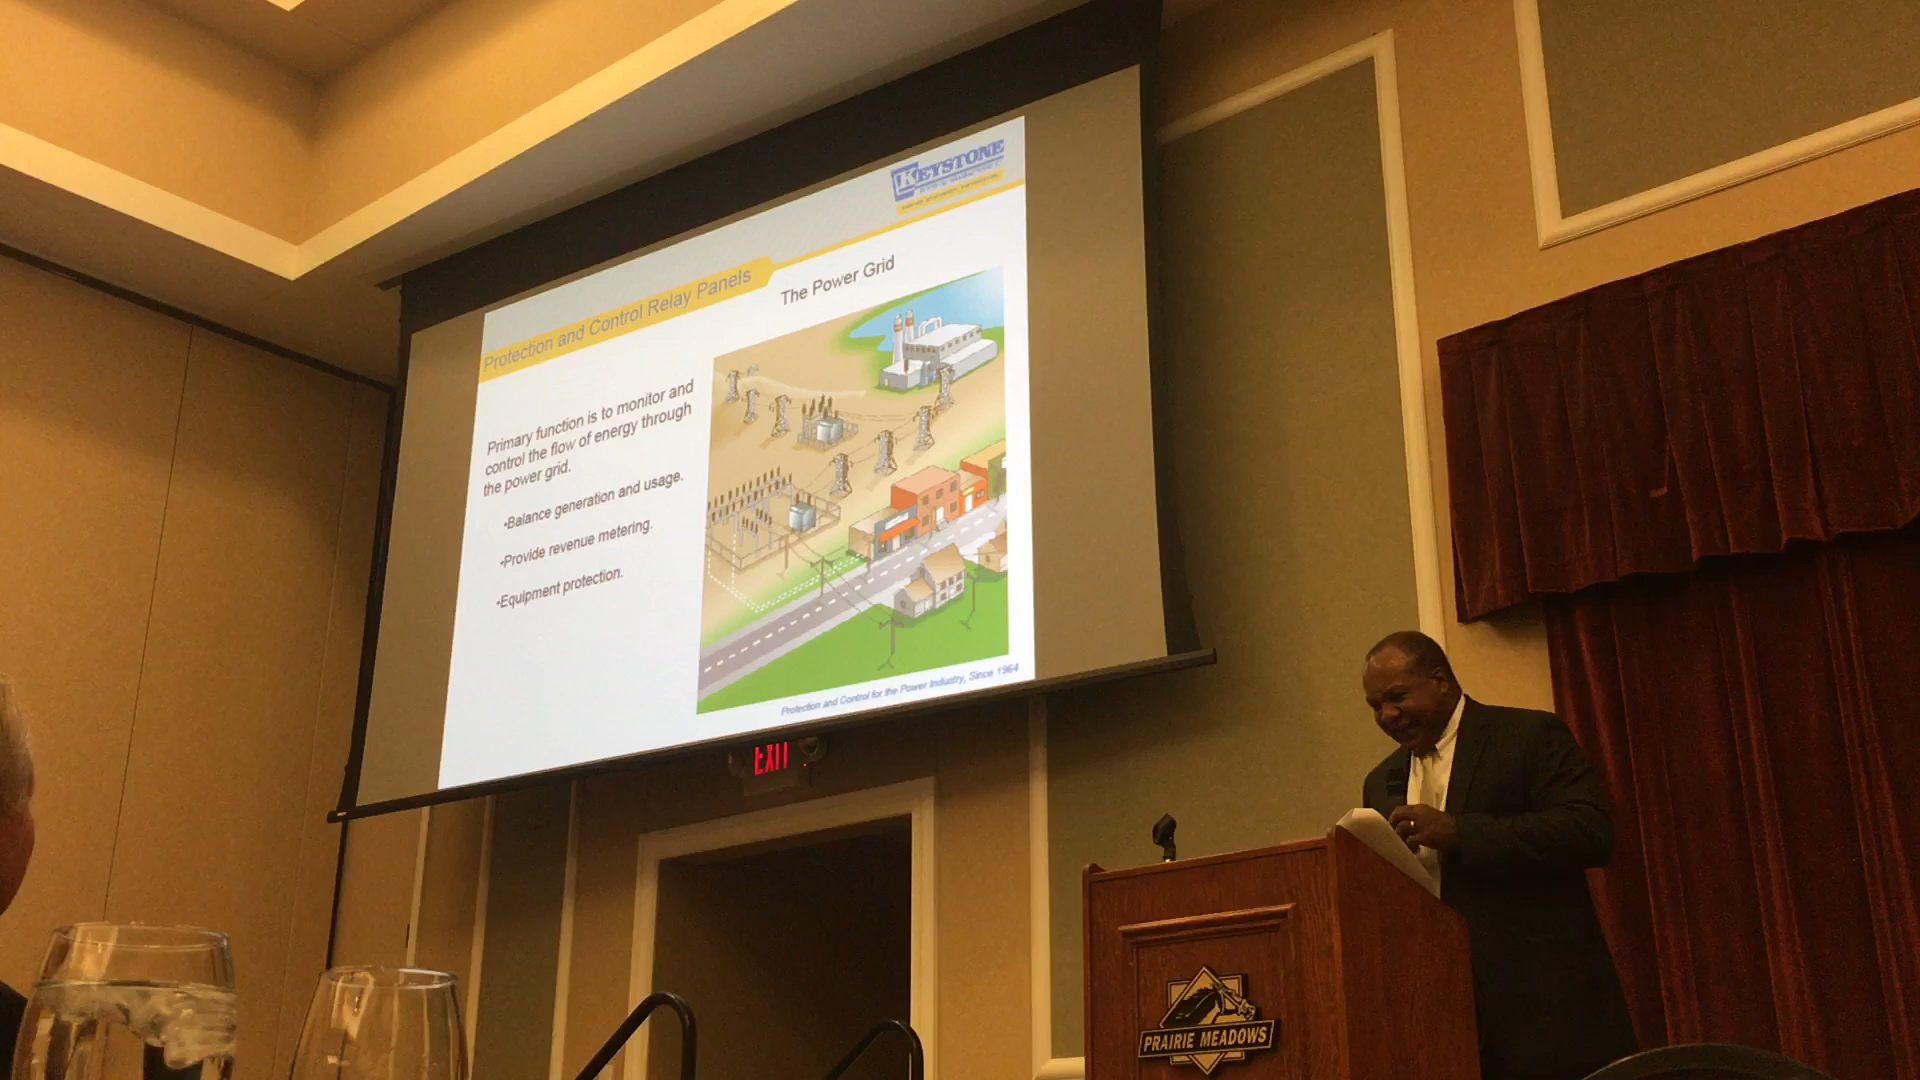 KEYSTONE
Protection and Control Relay Panels
The Power Grid
Primary function is to monitor and
control the flow of energy through
the power grid.
•Balance generation and usage.
•Provide revenue metering.
•Equipment protection.
Protection and Control for the Power Industry, Since 1964
EXIT
PRAIRIE MEADOWS